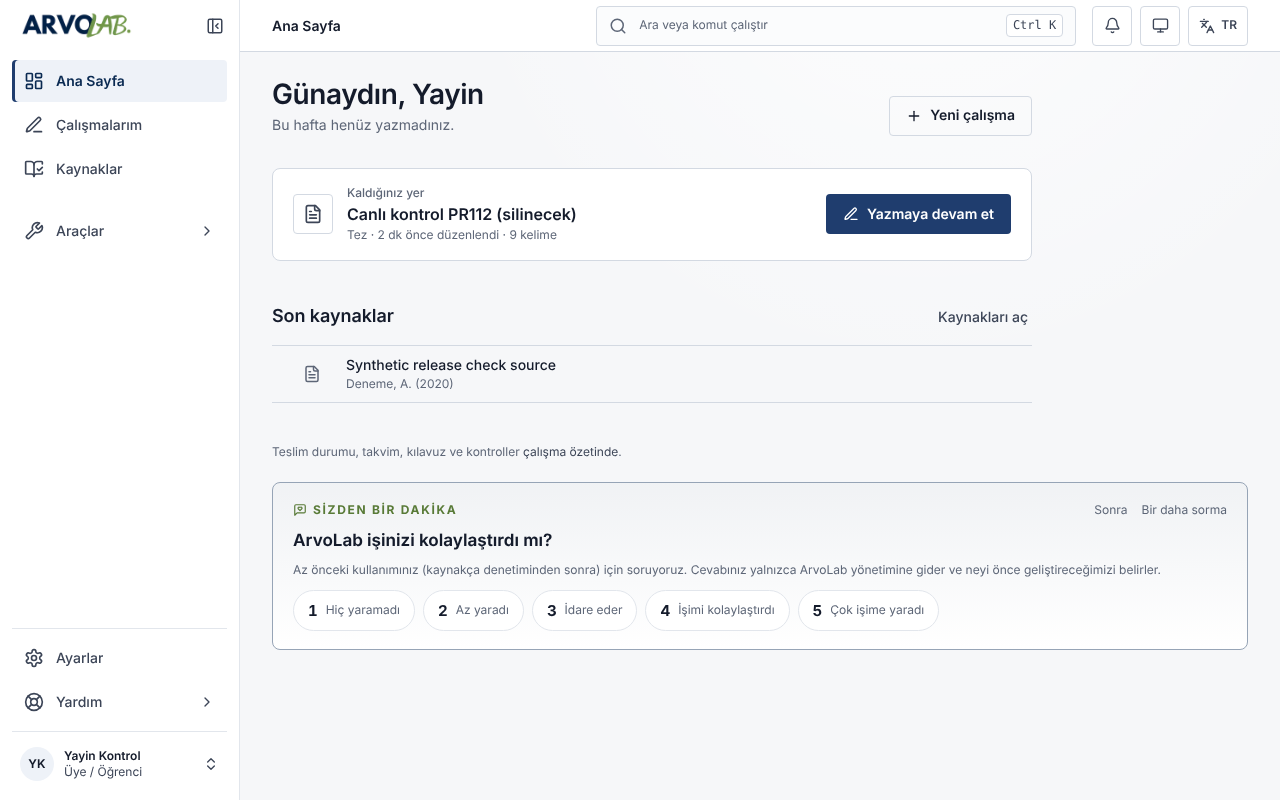 ARVOLAB.
Ana Sayfa
Çalışmalarım
Kaynaklar
Araçlar
Ayarlar
Yardım
YK
Yayin Kontrol
Üye / Öğrenci
Ana Sayfa
Ara veya komut çalıştır
Ctrl K
TR
Günaydın, Yayin
Bu hafta henüz yazmadınız.
Yeni çalışma
Kaldığınız yer
Canlı kontrol PR112 (silinecek)
Tez · 2 dk önce düzenlendi · 9 kelime
Yazmaya devam et
Son kaynaklar
Kaynakları aç
Synthetic release check source
Deneme, A. (2020)
Teslim durumu, takvim, kılavuz ve kontroller çalışma özetinde.
SİZDEN BİR DAKİKA
Sonra
Bir daha sorma
ArvoLab işinizi kolaylaştırdı mı?
Az önceki kullanımınız (kaynakça denetiminden sonra) için soruyoruz. Cevabınız yalnızca ArvoLab yönetimine gider ve neyi önce geliştireceğimizi belirler.
1 Hiç yaramadı
2 Az yaradı
3 İdare eder
4 İşimi kolaylaştırdı
5 Çok işime yaradı